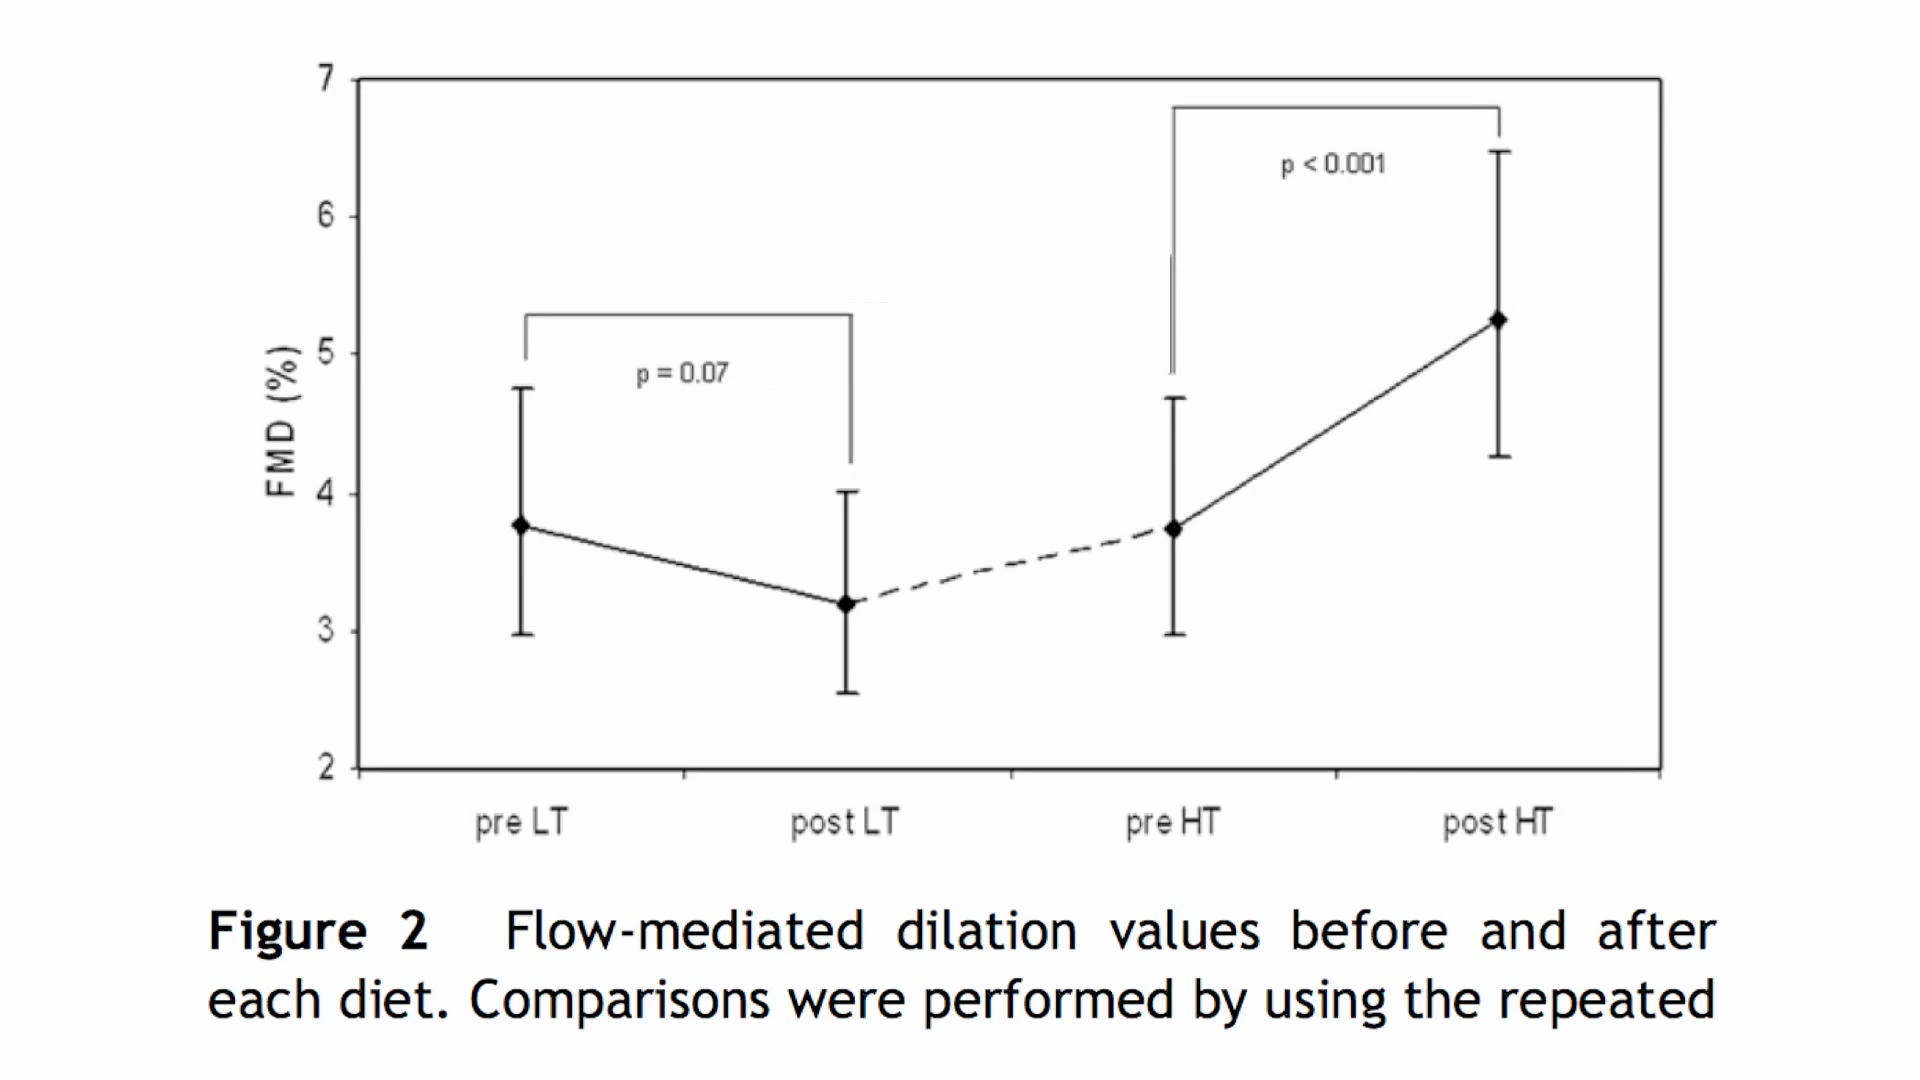 7
6
5
4
3
2
FMD (%)
p = 0.07
p < 0.001
pre LT
post LT
pre HT
post HT
Figure 2 Flow-mediated dilation values before and after
each diet. Comparisons were performed by using the repeated